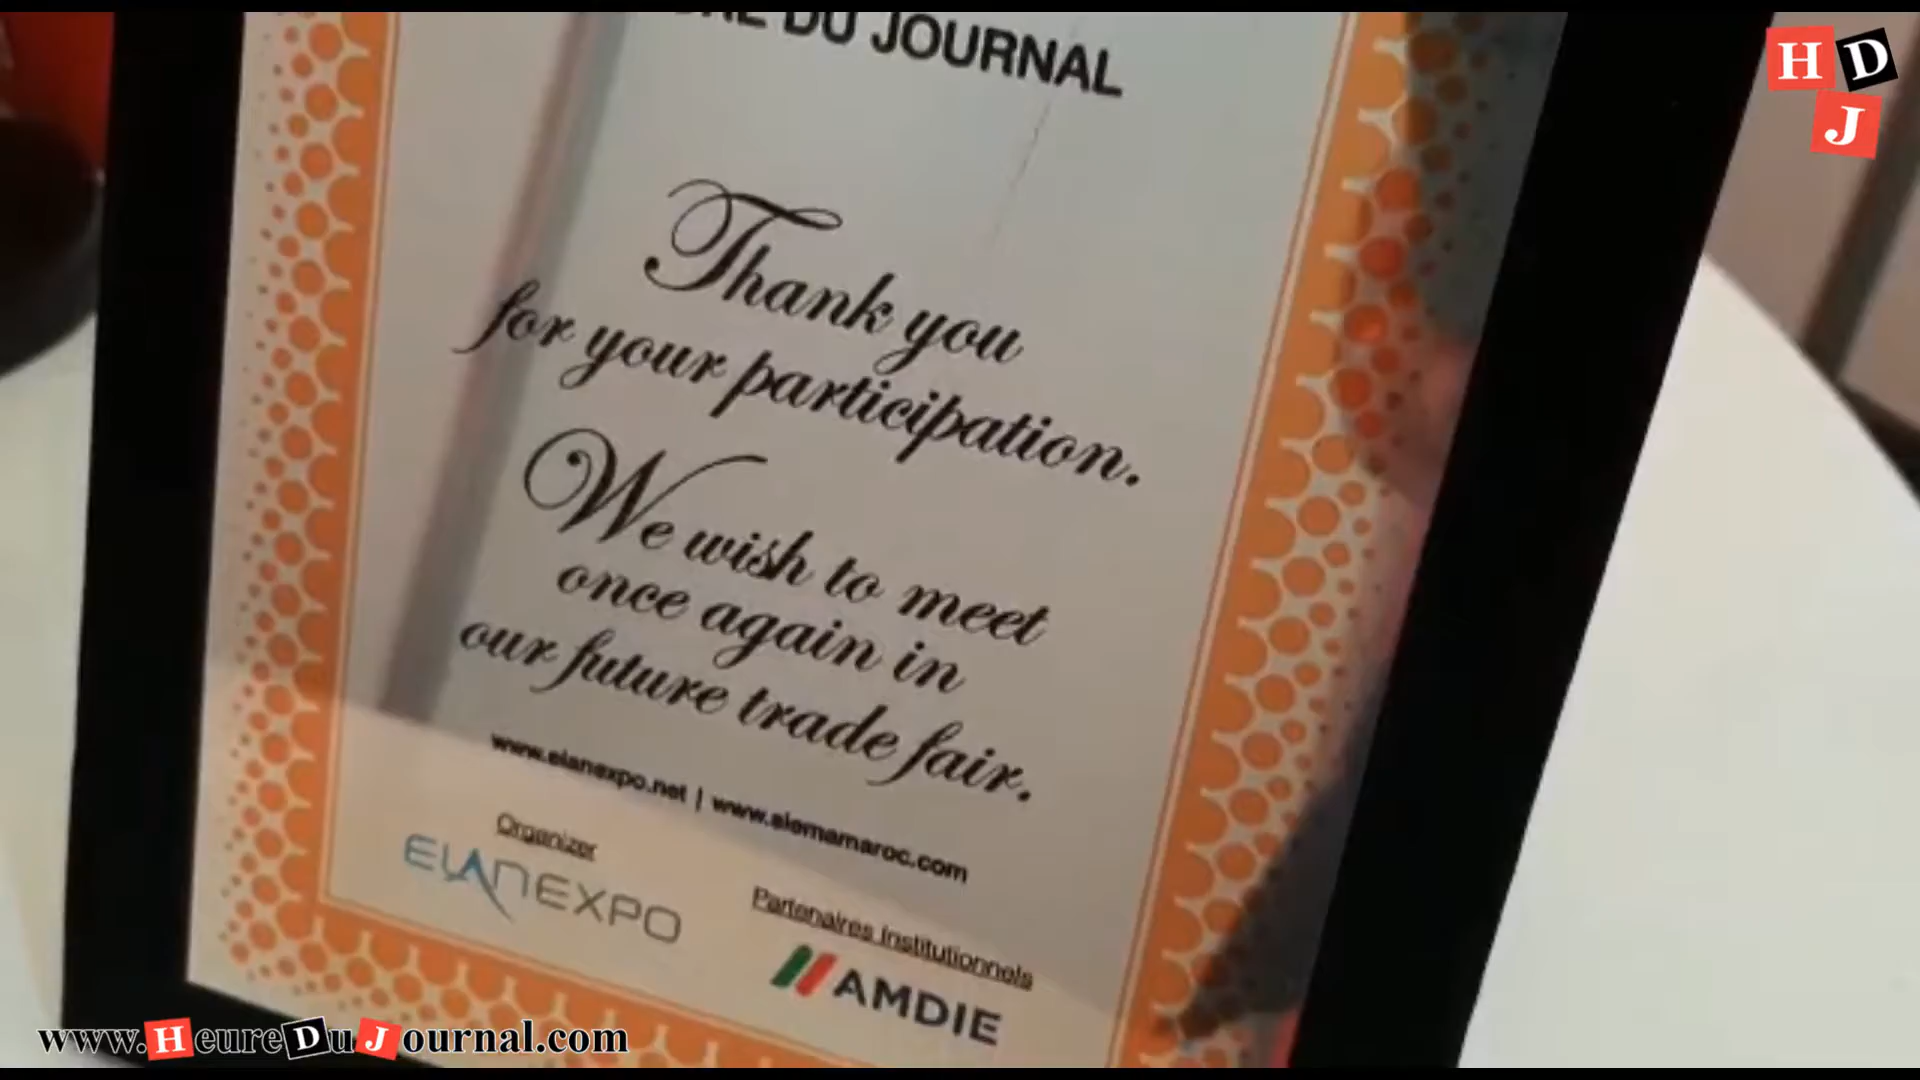 DU JOURNAL
H D
J
Thank you
for your participation.
We wish to meet
once again in
our future trade fair.
www.elanexpo.net | www.elemamaroc.com
Organizer
ELANEXPO
Partenaires Institutionnels
AMDIE
www.HeureDuJournal.com